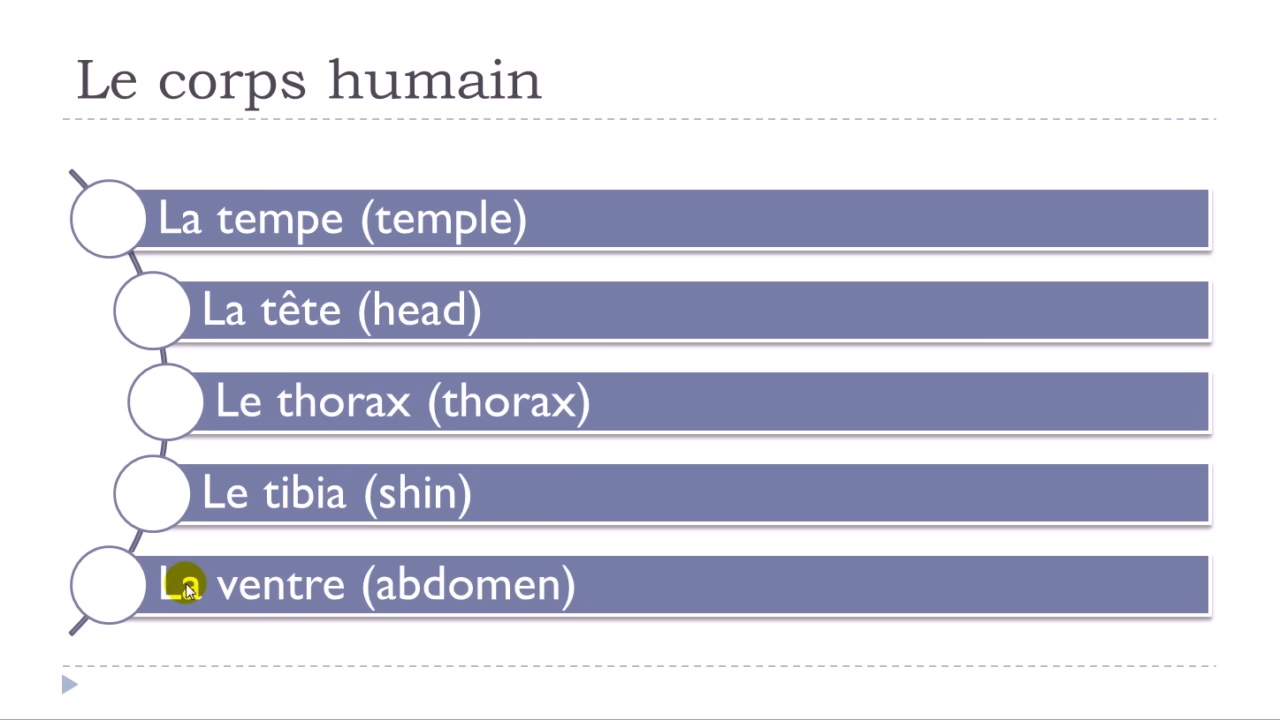 Le corps humain
La tempe (temple)
La tête (head)
Le thorax (thorax)
Le tibia (shin)
La ventre (abdomen)